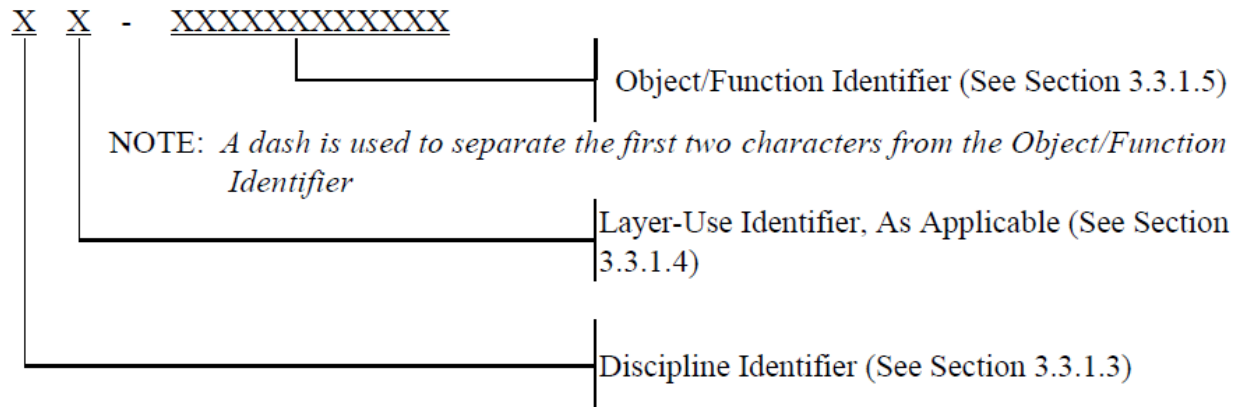 X X - XXXXXXXXXXXXX
Object/Function Identifier (See Section 3.3.1.5)
NOTE: A dash is used to separate the first two characters from the Object/Function
Identifier
Layer-Use Identifier, As Applicable (See Section
3.3.1.4)
Discipline Identifier (See Section 3.3.1.3)